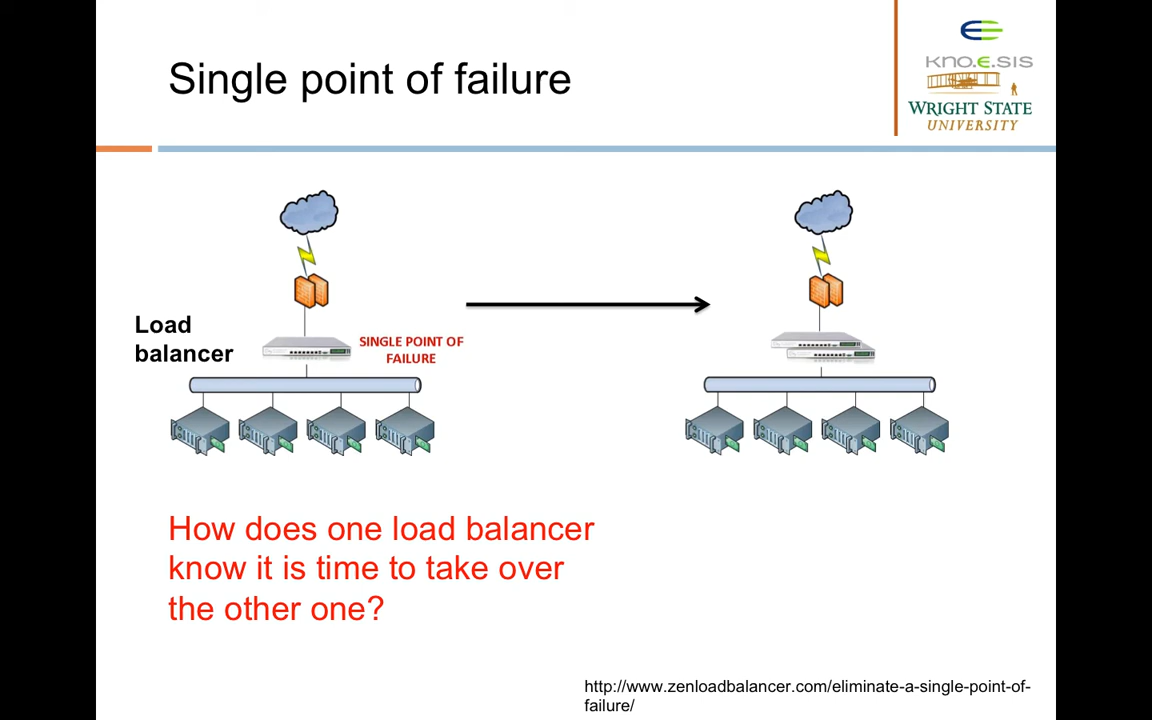 Single point of failure
KNO.E.SIS
WRIGHT STATE
UNIVERSITY
Load
balancer
SINGLE POINT OF
FAILURE
How does one load balancer
know it is time to take over
the other one?
http://www.zenloadbalancer.com/eliminate-a-single-point-of-
failure/